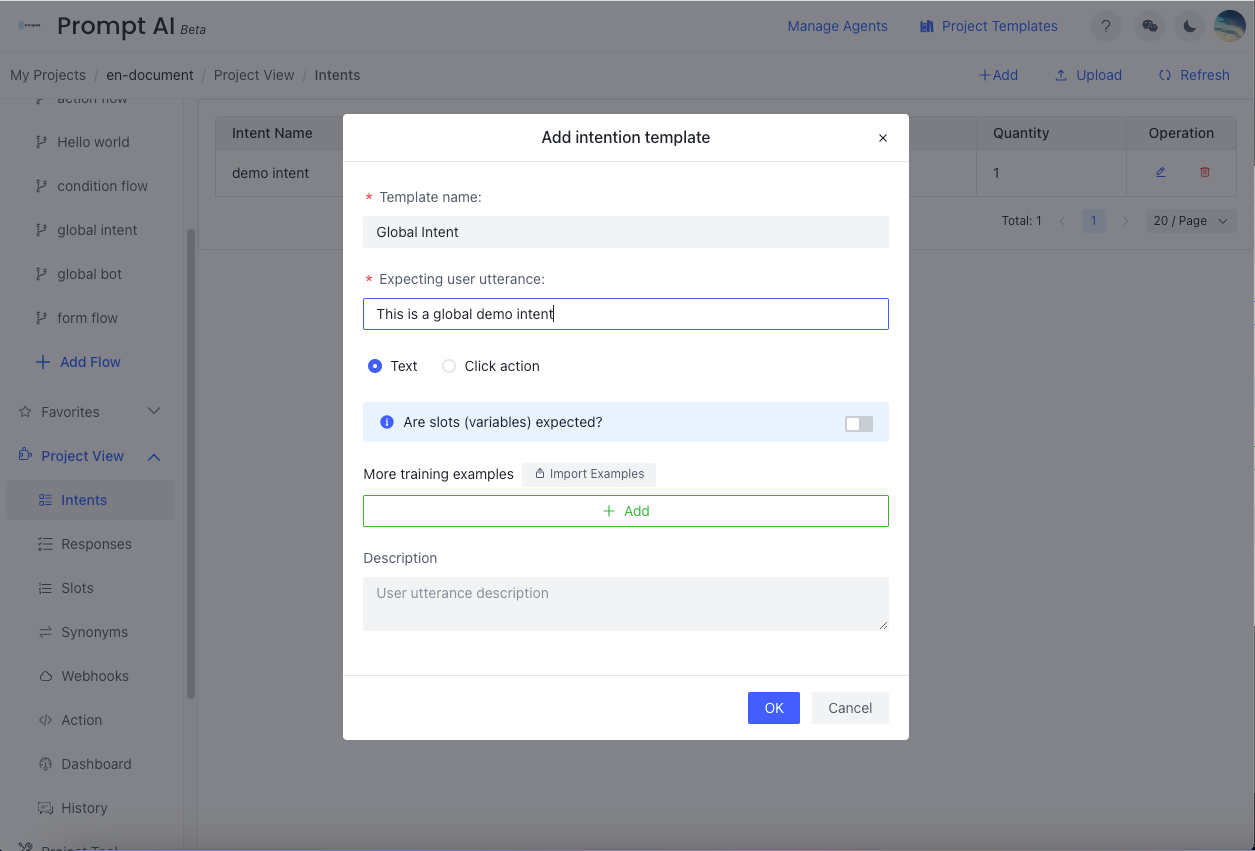 Prompt AI Beta
Manage Agents
Project Templates
?
My Projects / en-document / Project View / Intents
+Add
Upload
Refresh
action flow
Hello world
condition flow
global intent
global bot
form flow
Add Flow
Favorites
Project View
Intents
Responses
Slots
Synonyms
Webhooks
Action
Dashboard
History
Project Tool
Intent Name
Quantity
Operation
demo intent
1
Total: 1
1
20 / Page
Add intention template
* Template name:
Global Intent
* Expecting user utterance:
This is a global demo intent
Text
Click action
Are slots (variables) expected?
More training examples
Import Examples
+ Add
Description
User utterance description
OK
Cancel